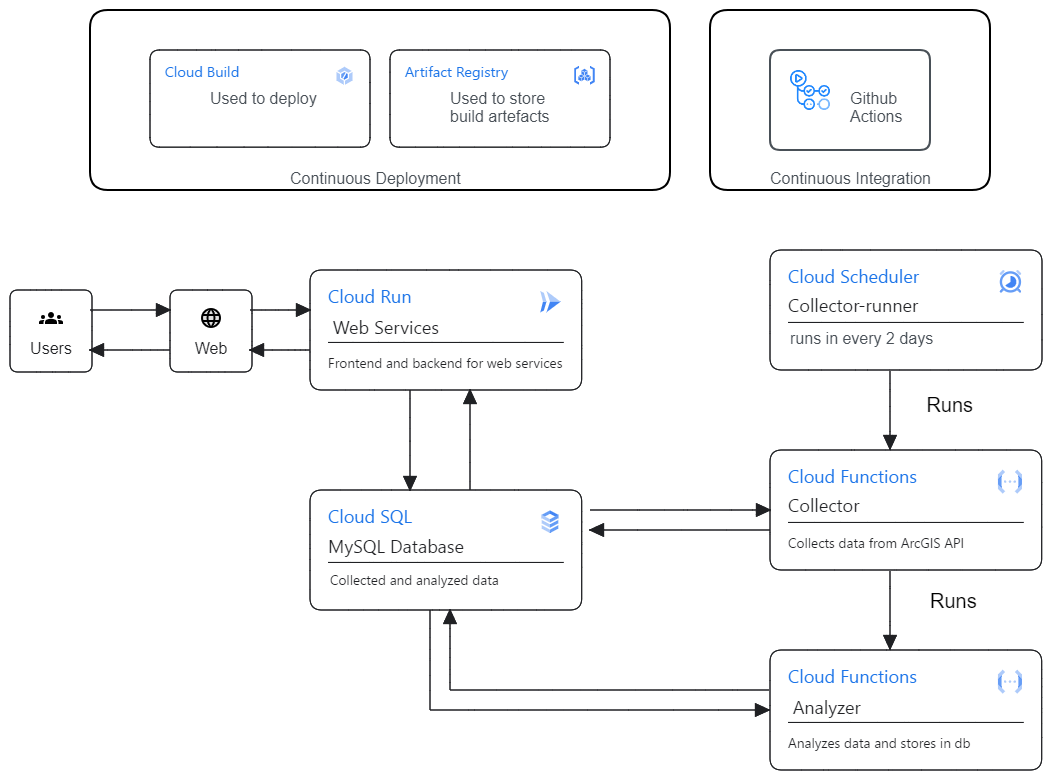 Cloud Build
Used to deploy
Artifact Registry
Used to store
build artefacts
Continuous Deployment
Github
Actions
Continuous Integration
Users
Web
Cloud Run
Web Services
Frontend and backend for web services
Cloud Scheduler
Collector-runner
runs in every 2 days
Runs
Cloud SQL
MySQL Database
Collected and analyzed data
Cloud Functions
Collector
Collects data from ArcGIS API
Runs
Cloud Functions
Analyzer
Analyzes data and stores in db